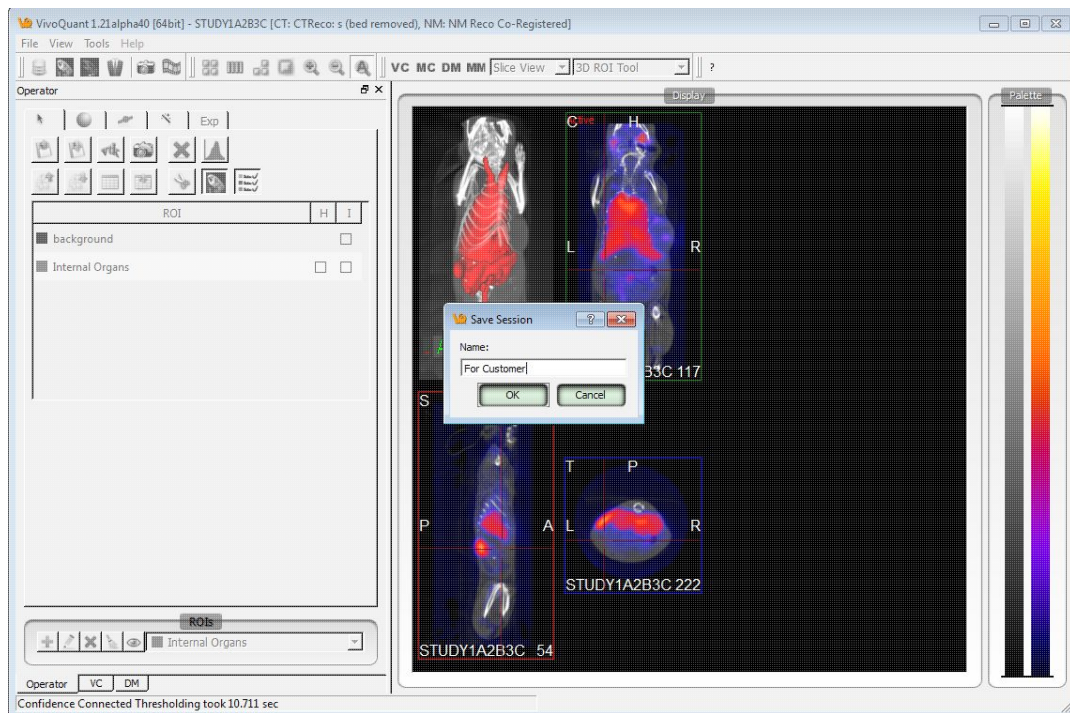 VivoQuant 1.21alpha40 [64bit] - STUDY1A2B3C [CT: CTReco: s (bed removed), NM: NM Reco Co-Registered]
File View Tools Help
VC MC DM MM Slice View 3D ROI Tool ?
Operator
Display
Palette
Exp
ROI H I
background
Internal Organs
C H
L R
Save Session
Name:
For Customer
OK Cancel
B3C 117
S
P A
STUDY1A2B3C 54
T P
L R
STUDY1A2B3C 222
ROIs
Internal Organs
Operator VC DM
Confidence Connected Thresholding took 10.711 sec